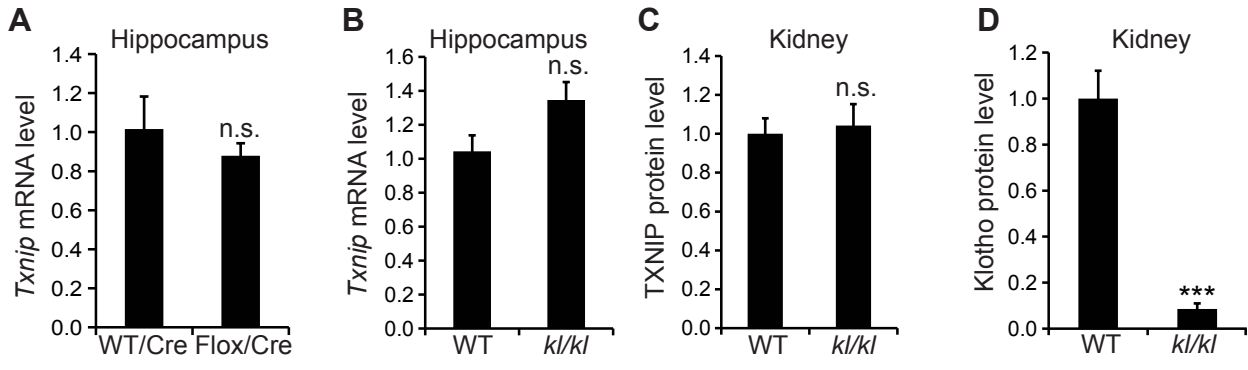 A
Hippocampus
Txnip mRNA level
1.4
1.2
1.0
0.8
0.6
0.4
0.2
0.0
n.s.
WT/Cre Flox/Cre
B
Hippocampus
Txnip mRNA level
1.6
1.4
1.2
1.0
0.8
0.6
0.4
0.2
0.0
n.s.
WT kl/kl
C
Kidney
TXNIP protein level
1.4
1.2
1.0
0.8
0.6
0.4
0.2
0.0
n.s.
WT kl/kl
D
Kidney
Klotho protein level
1.2
1.0
0.8
0.6
0.4
0.2
0.0
***
WT kl/kl